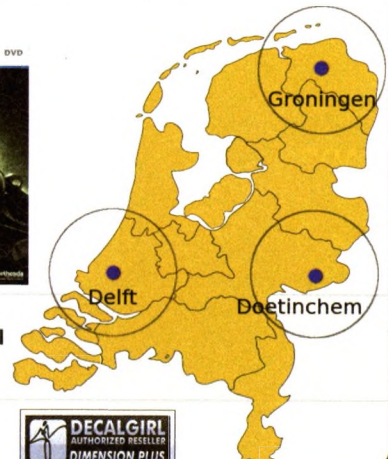 DVD
Groningen
Delft
Doetinchem
DECALGIRL
AUTHORIZED RESELLER
DIMENSION PLUS